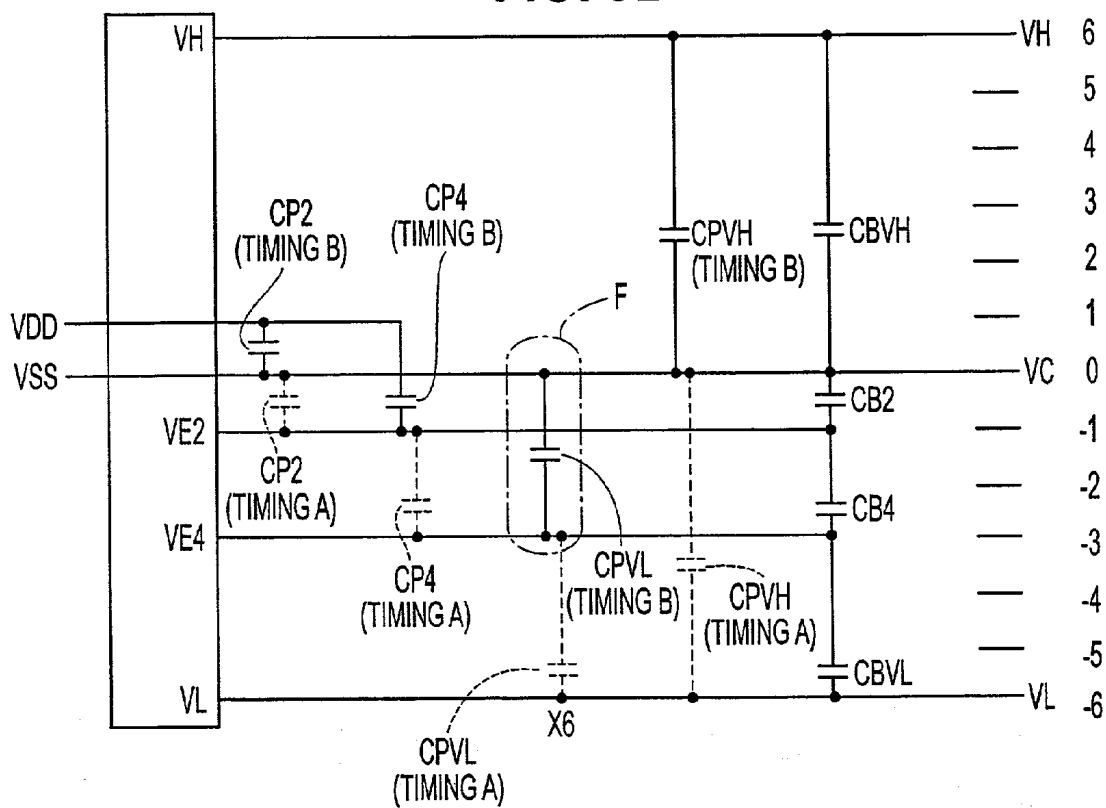 VH
VH 6
5
4
3
2
1
VC 0
-1
-2
-3
-4
-5
VL -6
CP2
(TIMING B)
CP4
(TIMING B)
CPVH
(TIMING B)
CBVH
F
VDD
VSS
CB2
VE2
CP2
(TIMING A)
CB4
VE4
CP4
(TIMING A)
CPVL
(TIMING B)
CPVH
(TIMING A)
CBVL
VL
X6
CPVL
(TIMING A)